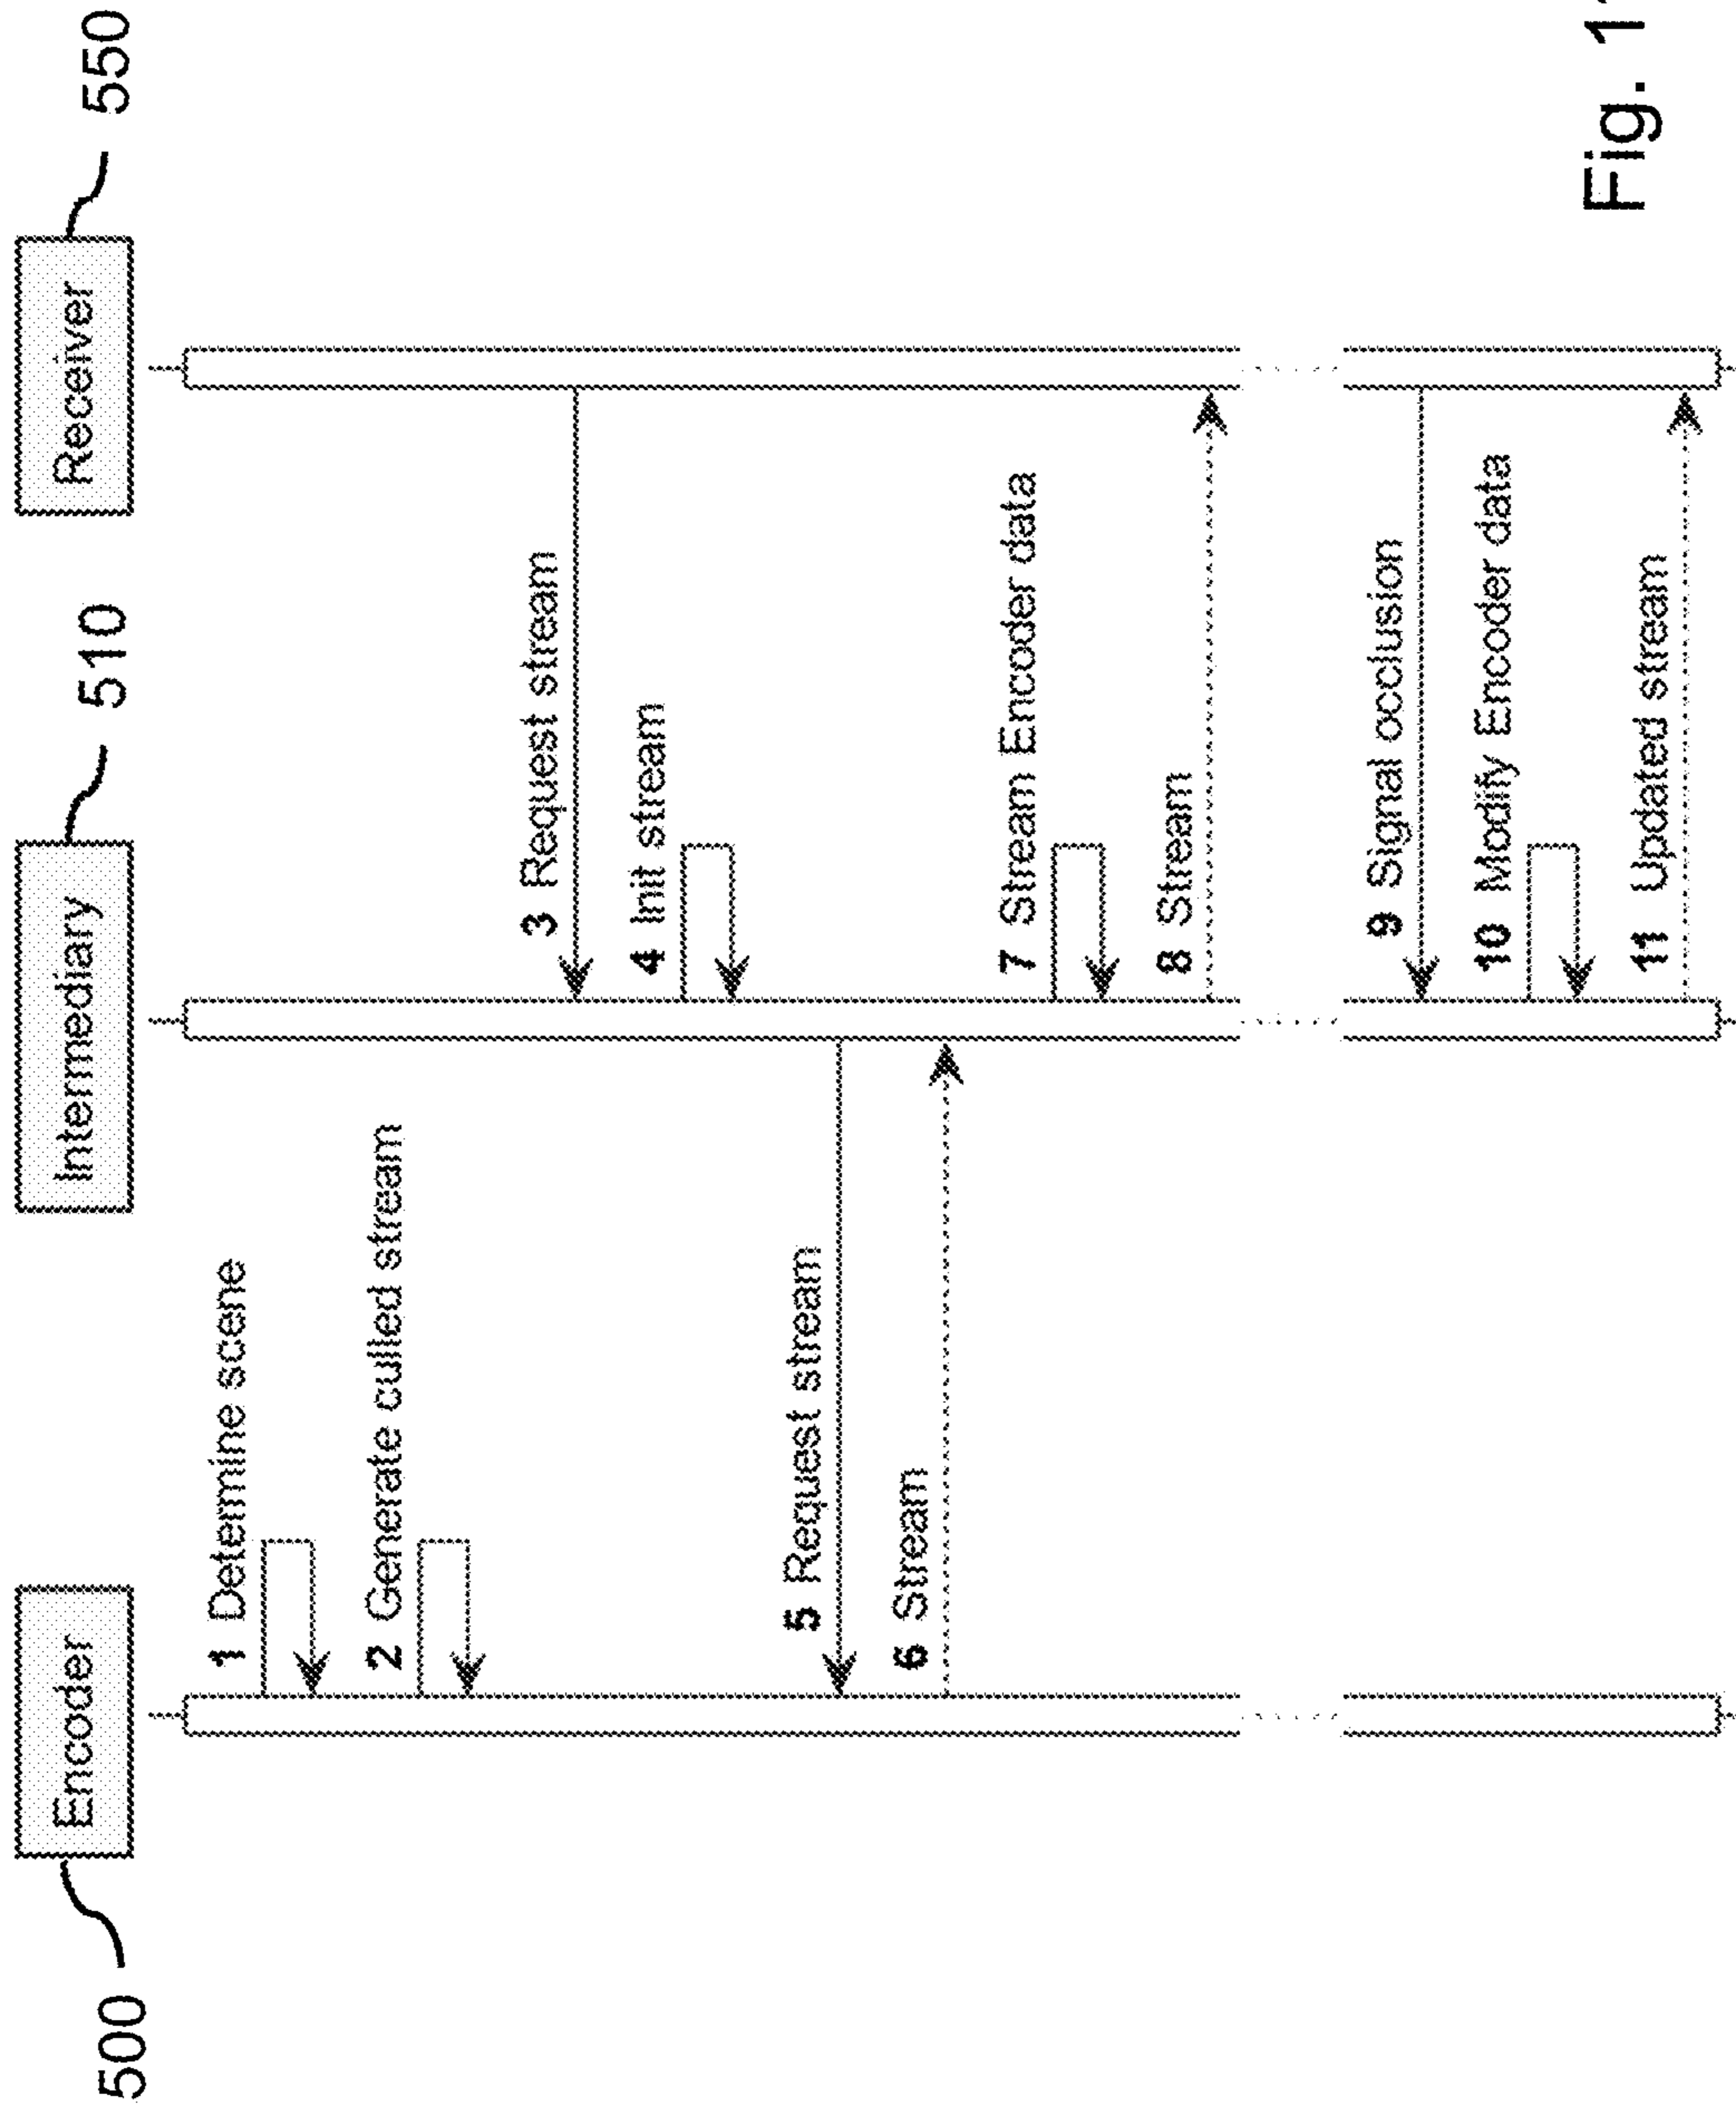 Encoder
Intermediary
Receiver
500
510
550
1 Determine scene
2 Generate culled stream
3 Request stream
4 Init stream
5 Request stream
6 Stream
7 Stream Encoder data
8 Stream
9 Signal occlusion
10 Modify Encoder data
11 Updated stream
Fig.